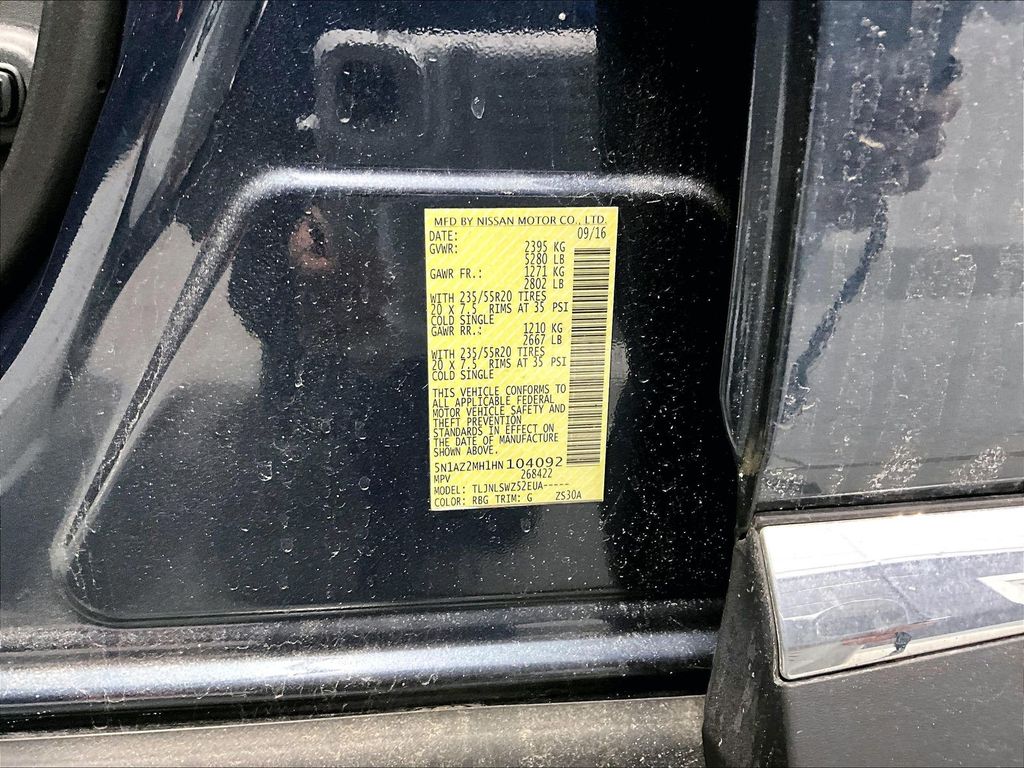 MFD BY NISSAN MOTOR CO., LTD.
DATE: 09/16
GVWR: 2395 KG
5280 LB
GAWR FR.: 1271 KG
2802 LB
WITH 235/55R20 TIRES
20 X 7.5 RIMS AT 35 PSI
COLD SINGLE
GAWR RR.: 1210 KG
2667 LB
WITH 235/55R20 TIRES
20 X 7.5 RIMS AT 35 PSI
COLD SINGLE
THIS VEHICLE CONFORMS TO
ALL APPLICABLE FEDERAL
MOTOR VEHICLE SAFETY AND
THEFT PREVENTION
STANDARDS IN EFFECT ON
THE DATE OF MANUFACTURE
SHOWN ABOVE.
5N1AZ2MH1HN104092
MPV 268422
MODEL: TLJNLSWZ52EUA-----
COLOR: RBG TRIM: G ZS30A